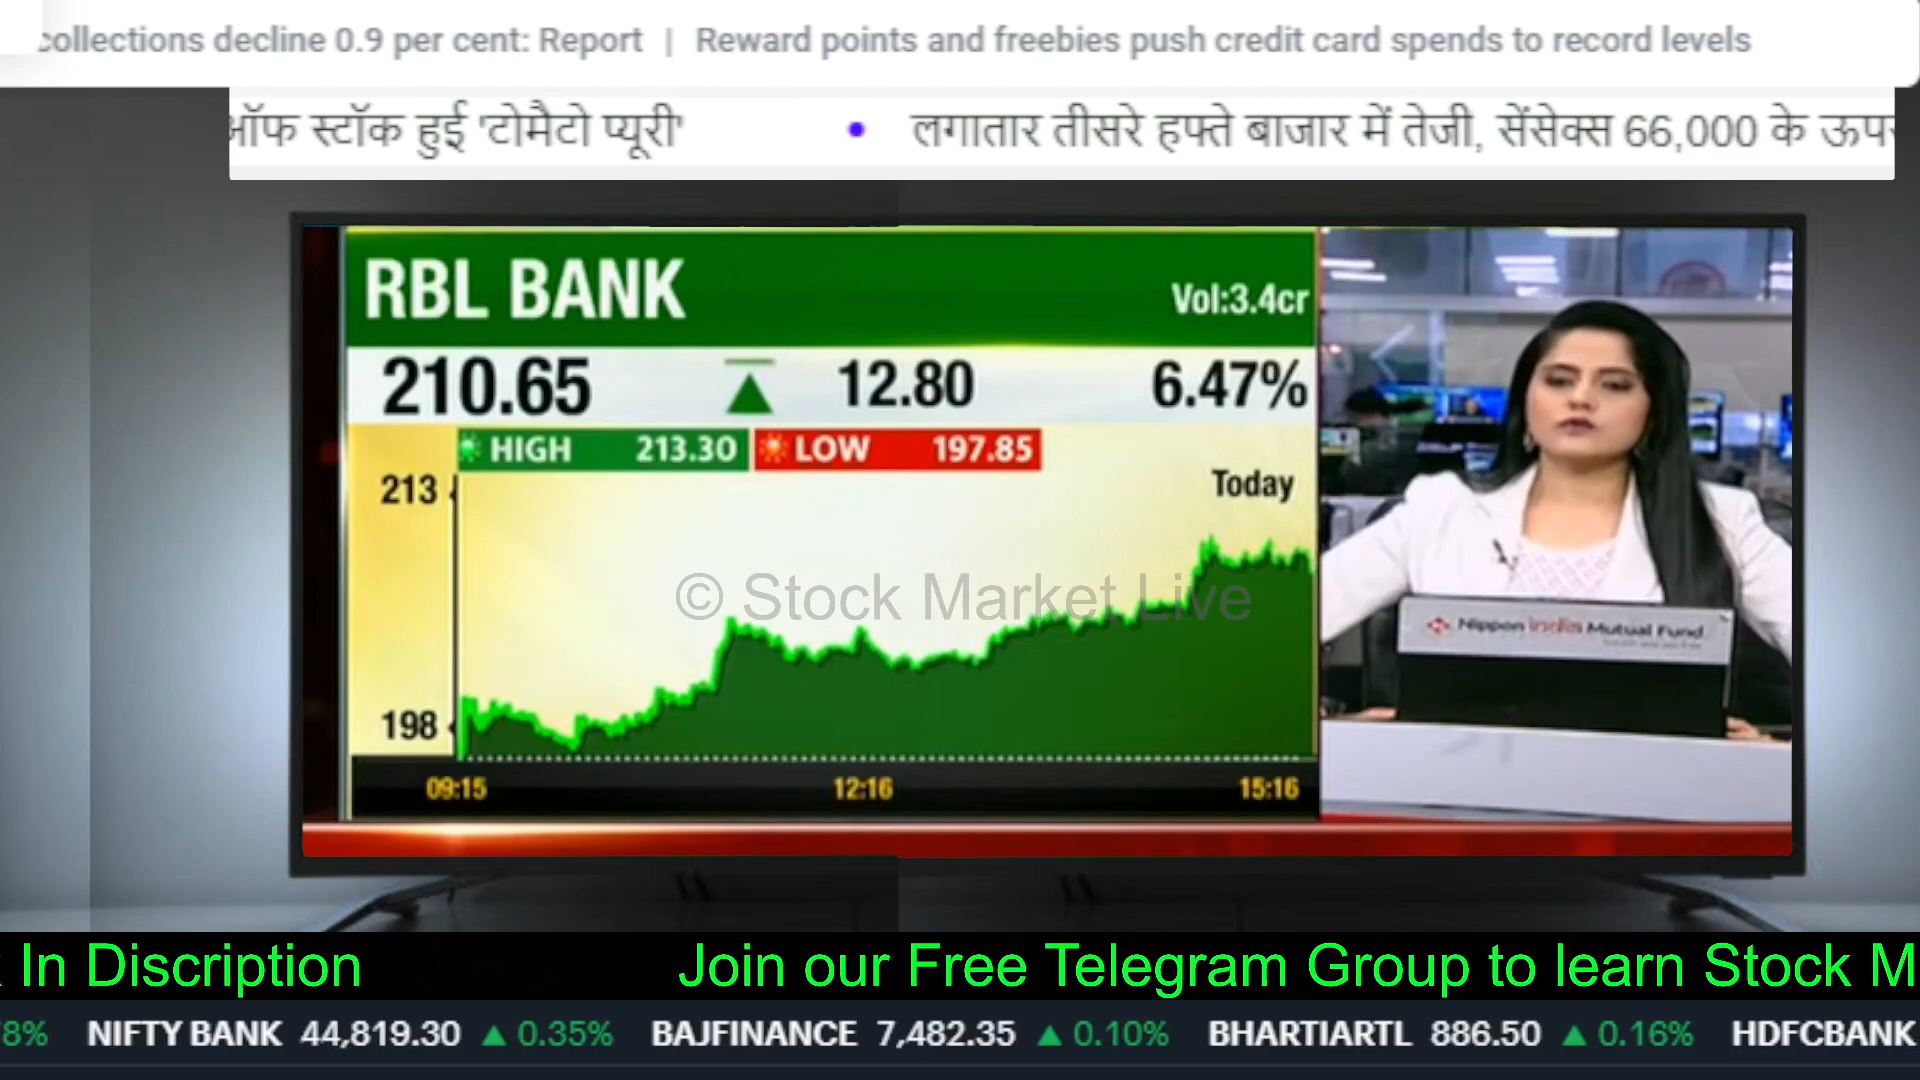 collections decline 0.9 per cent: Report | Reward points and freebies push credit card spends to record levels
ऑफ स्टॉक हुई 'टोमैटो प्यूरी' • लगातार तीसरे हफ्ते बाजार में तेजी, सेंसेक्स 66,000 के ऊपर
RBL BANK
Vol:3.4cr
210.65 ▲ 12.80 6.47%
HIGH 213.30 LOW 197.85
Today
213
198
09:15 12:16 15:16
© Stock Market Live
Nippon India Mutual Fund
In Discription Join our Free Telegram Group to learn Stock M
8% NIFTY BANK 44,819.30 ▲ 0.35% BAJFINANCE 7,482.35 ▲ 0.10% BHARTIARTL 886.50 ▲ 0.16% HDFCBANK